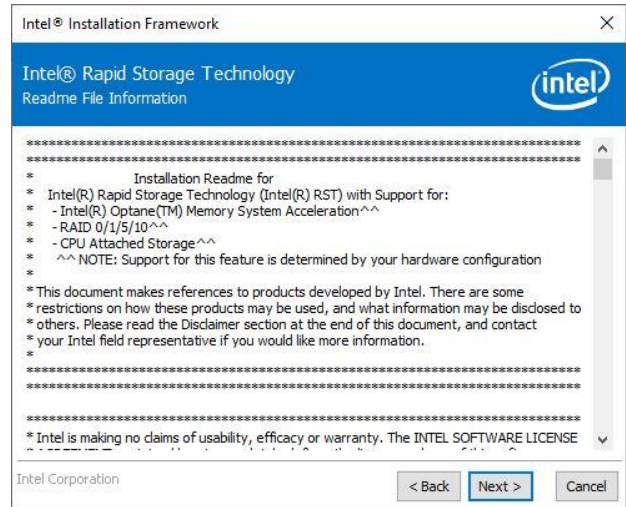 Intel® Installation Framework
Intel® Rapid Storage Technology
Readme File Information
intel
*******************************************************************************
*******************************************************************************
* Installation Readme for
* Intel(R) Rapid Storage Technology (Intel(R) RST) with Support for:
* - Intel(R) Optane(TM) Memory System Acceleration^^
* - RAID 0/1/5/10^^
* - CPU Attached Storage^^
* ^^ NOTE: Support for this feature is determined by your hardware configuration
*
* This document makes references to products developed by Intel. There are some
* restrictions on how these products may be used, and what information may be disclosed to
* others. Please read the Disclaimer section at the end of this document, and contact
* your Intel field representative if you would like more information.
*
*******************************************************************************
*******************************************************************************
*******************************************************************************
* Intel is making no claims of usability, efficacy or warranty. The INTEL SOFTWARE LICENSE
Intel Corporation
< Back Next > Cancel